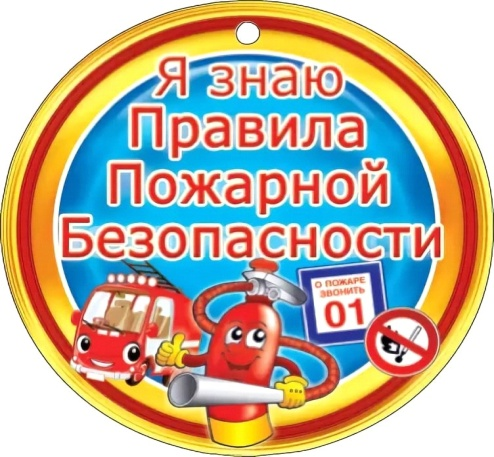 Я знаю
Правила
Пожарной
Безопасности
О ПОЖАРЕ
ЗВОНИТЬ
01